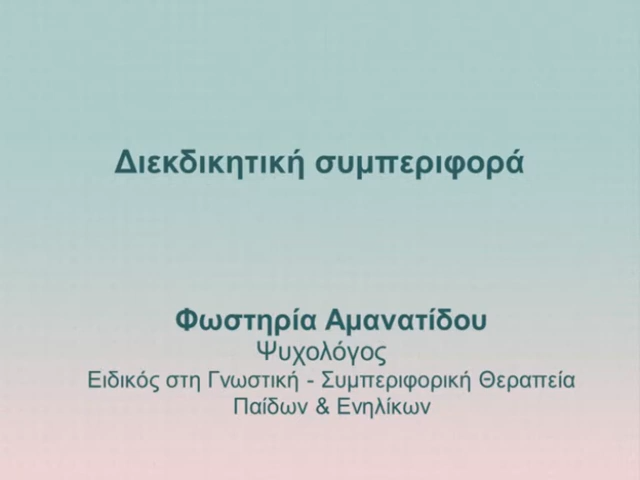 Διεκδικητική συμπεριφορά
Φωστηρία Αμανατίδου
Ψυχολόγος
Ειδικός στη Γνωστική - Συμπεριφορική Θεραπεία
Παίδων & Ενηλίκων